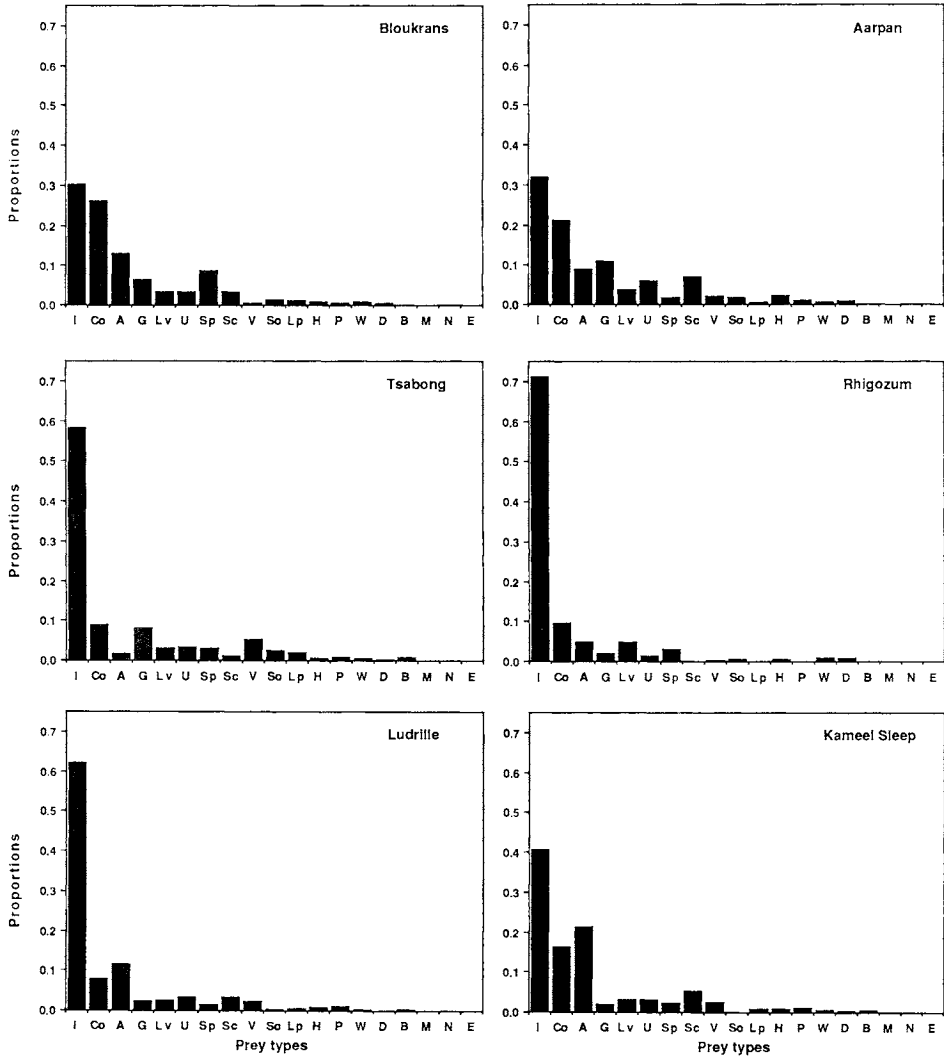 Bloukrans
Proportions
0.7
0.6
0.5
0.4
0.3
0.2
0.1
0.0
I Co A G Lv U Sp Sc V So Lp H P W D B M N E
Aarpan
0.7
0.6
0.5
0.4
0.3
0.2
0.1
0.0
I Co A G Lv U Sp Sc V So Lp H P W D B M N E
Tsabong
Proportions
0.7
0.6
0.5
0.4
0.3
0.2
0.1
0.0
I Co A G Lv U Sp Sc V So Lp H P W D B M N E
Rhigozum
0.7
0.6
0.5
0.4
0.3
0.2
0.1
0.0
I Co A G Lv U Sp Sc V So Lp H P W D B M N E
Ludrille
Proportions
0.7
0.6
0.5
0.4
0.3
0.2
0.1
0.0
I Co A G Lv U Sp Sc V So Lp H P W D B M N E
Prey types
Kameel Sleep
0.7
0.6
0.5
0.4
0.3
0.2
0.1
0.0
I Co A G Lv U Sp Sc V So Lp H P W D B M N E
Prey types